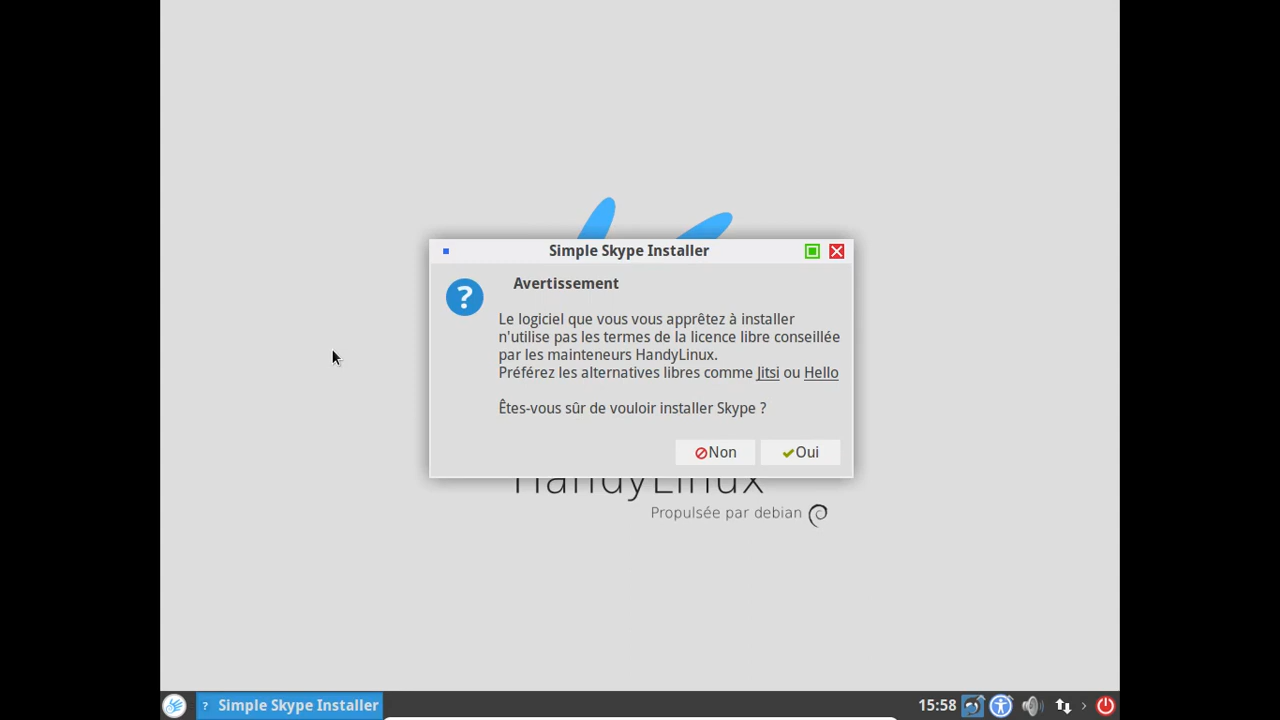 Simple Skype Installer
Avertissement
Le logiciel que vous vous apprêtez à installer
n'utilise pas les termes de la licence libre conseillée
par les mainteneurs HandyLinux.
Préférez les alternatives libres comme Jitsi ou Hello
Êtes-vous sûr de vouloir installer Skype ?
Non Oui
HandyLinux
Propulsée par debian
? Simple Skype Installer 15:58